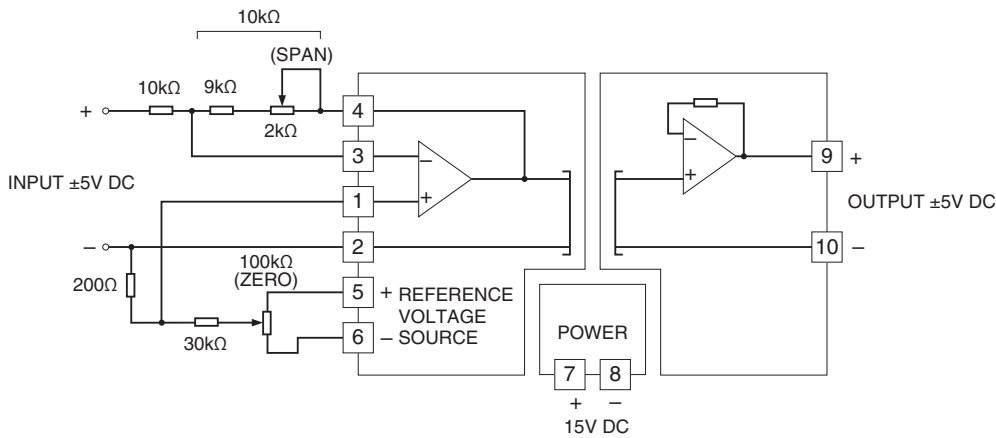 10kΩ
(SPAN)
10kΩ
9kΩ
2kΩ
+
4
3
1
2
5
6
−
+
INPUT ±5V DC
−
200Ω
100kΩ
(ZERO)
30kΩ
+ REFERENCE
VOLTAGE
− SOURCE
−
+
9
+
OUTPUT ±5V DC
10
−
POWER
7
8
+
−
15V DC